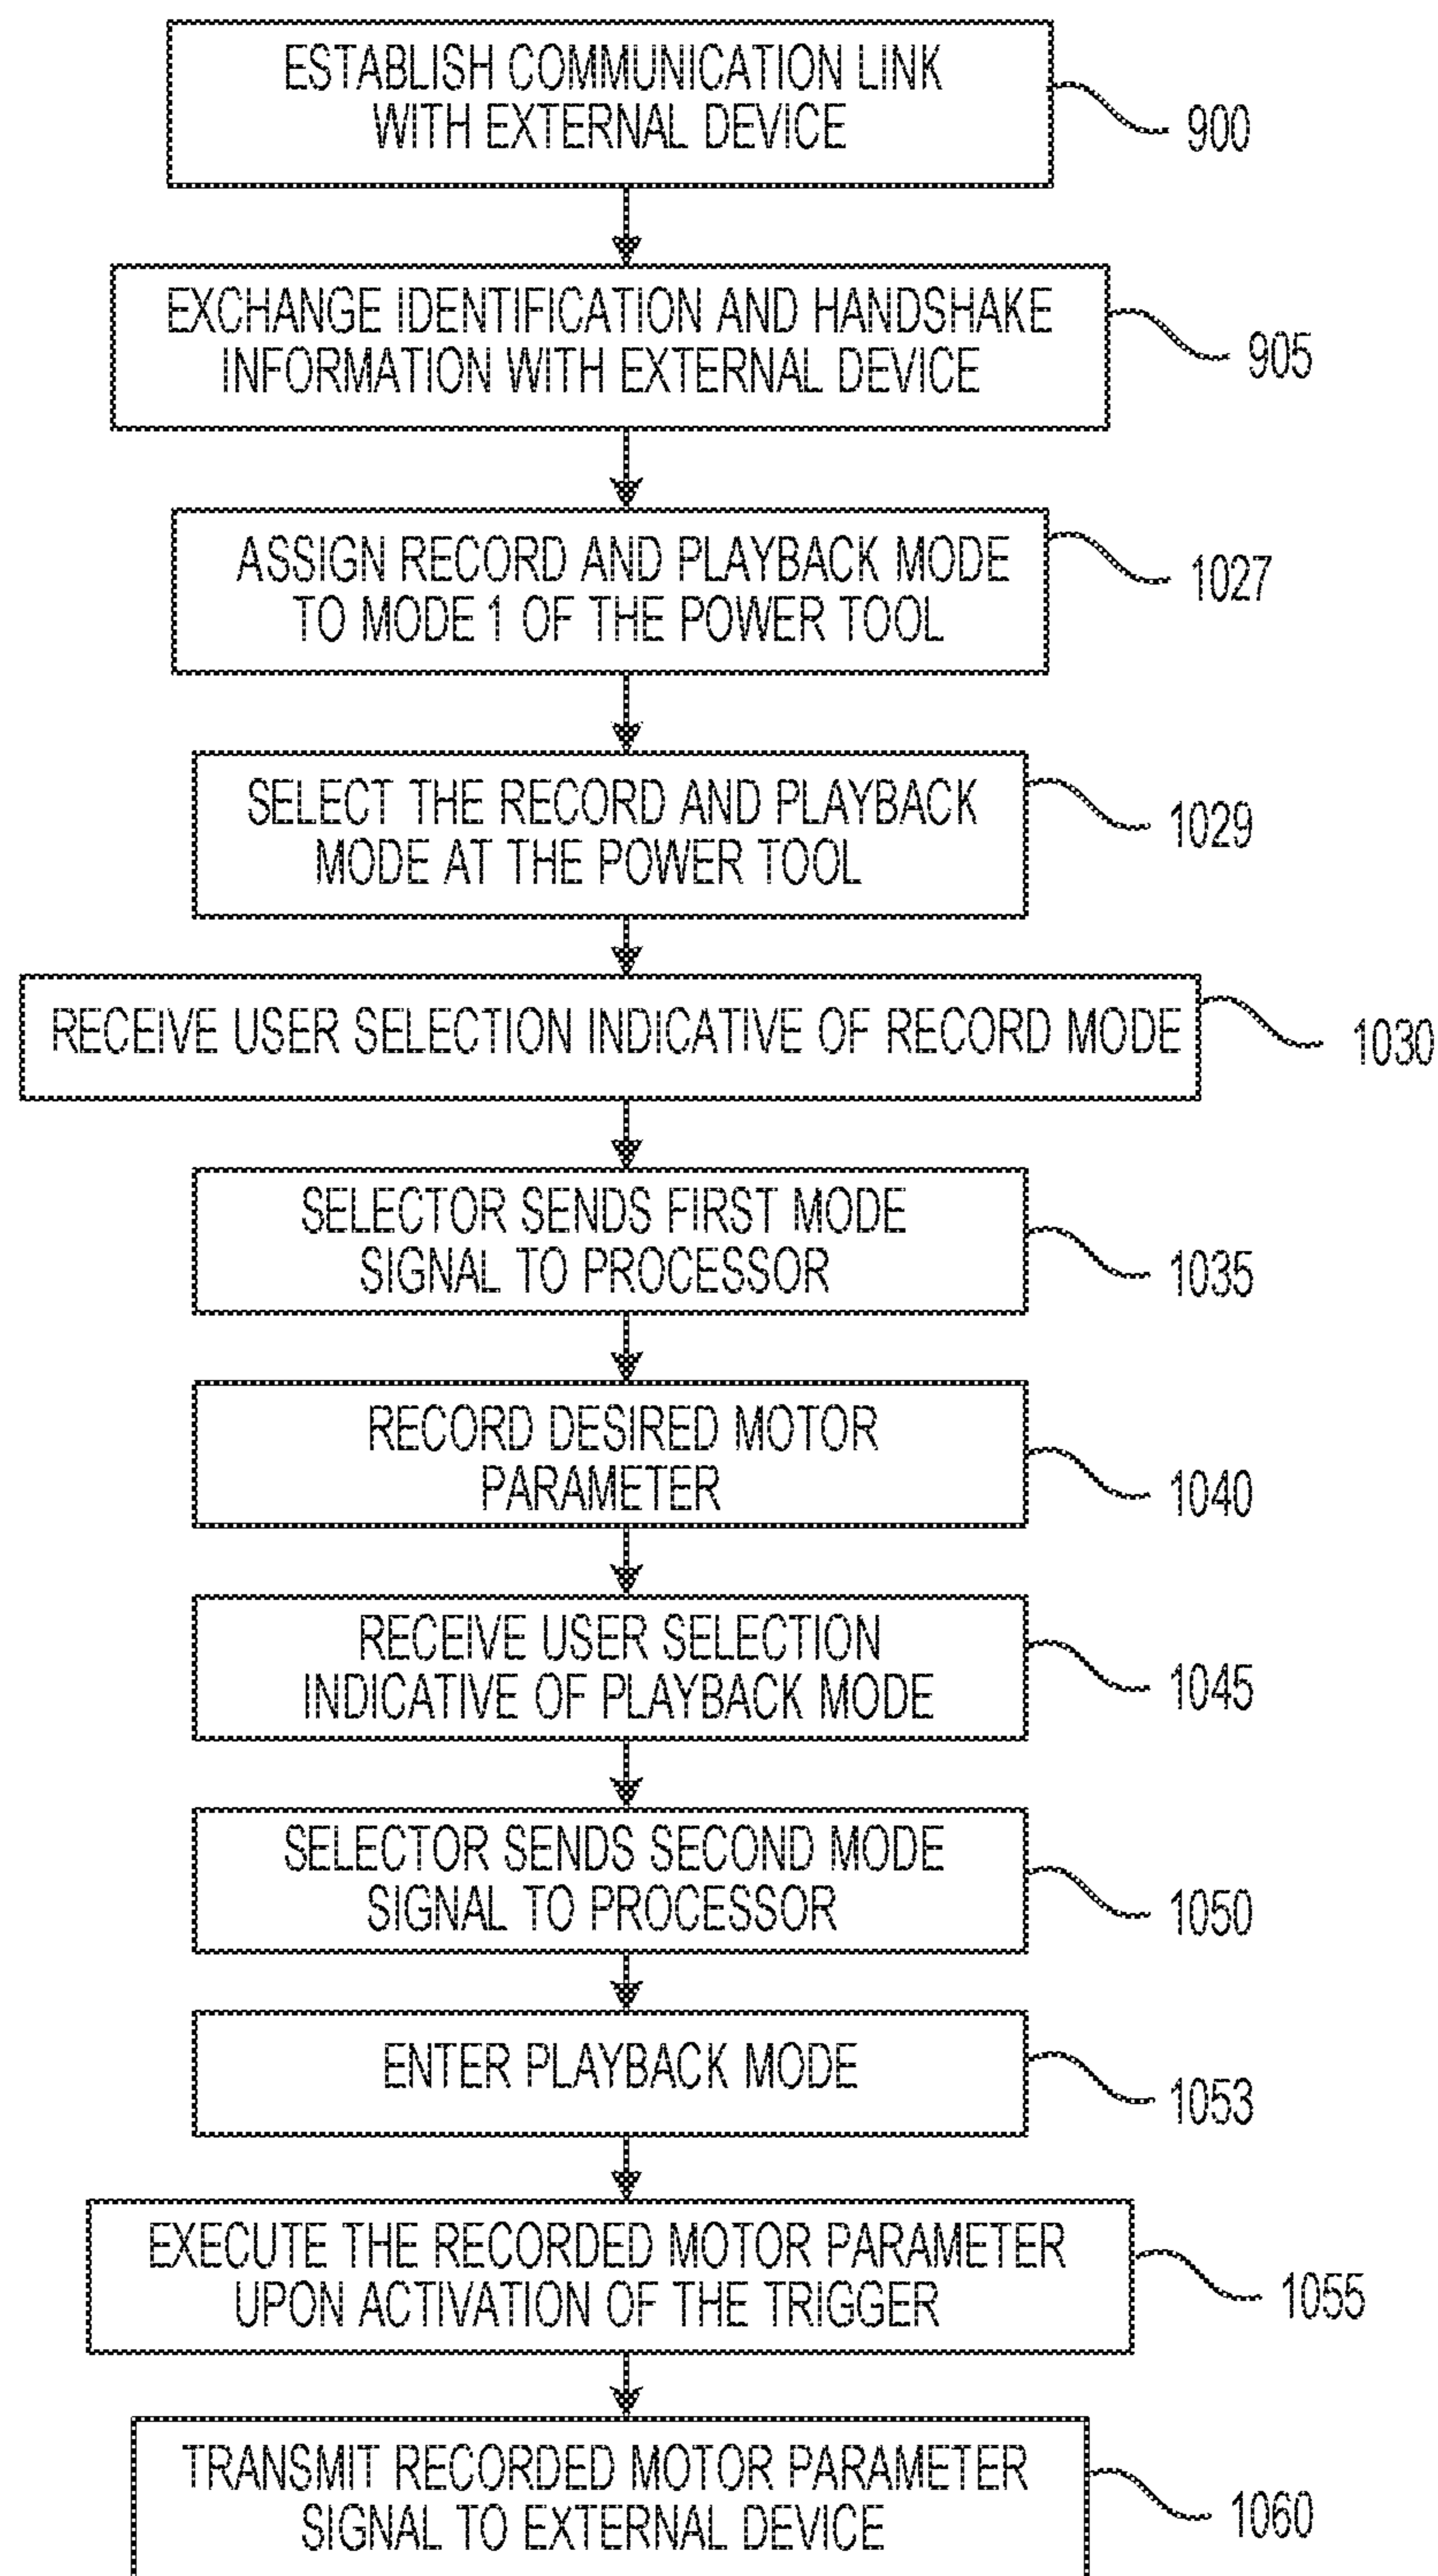 ESTABLISH COMMUNICATION LINK
WITH EXTERNAL DEVICE
900
EXCHANGE IDENTIFICATION AND HANDSHAKE
INFORMATION WITH EXTERNAL DEVICE
905
ASSIGN RECORD AND PLAYBACK MODE
TO MODE 1 OF THE POWER TOOL
1027
SELECT THE RECORD AND PLAYBACK
MODE AT THE POWER TOOL
1029
RECEIVE USER SELECTION INDICATIVE OF RECORD MODE
1030
SELECTOR SENDS FIRST MODE
SIGNAL TO PROCESSOR
1035
RECORD DESIRED MOTOR
PARAMETER
1040
RECEIVE USER SELECTION
INDICATIVE OF PLAYBACK MODE
1045
SELECTOR SENDS SECOND MODE
SIGNAL TO PROCESSOR
1050
ENTER PLAYBACK MODE
1053
EXECUTE THE RECORDED MOTOR PARAMETER
UPON ACTIVATION OF THE TRIGGER
1055
TRANSMIT RECORDED MOTOR PARAMETER
SIGNAL TO EXTERNAL DEVICE
1060